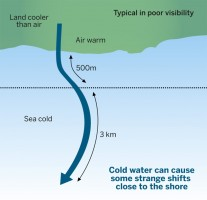 Land cooler
than air
Typical in poor visibility
Air warm
500m
Sea cold
3 km
Cold water can cause
some strange shifts
close to the shore